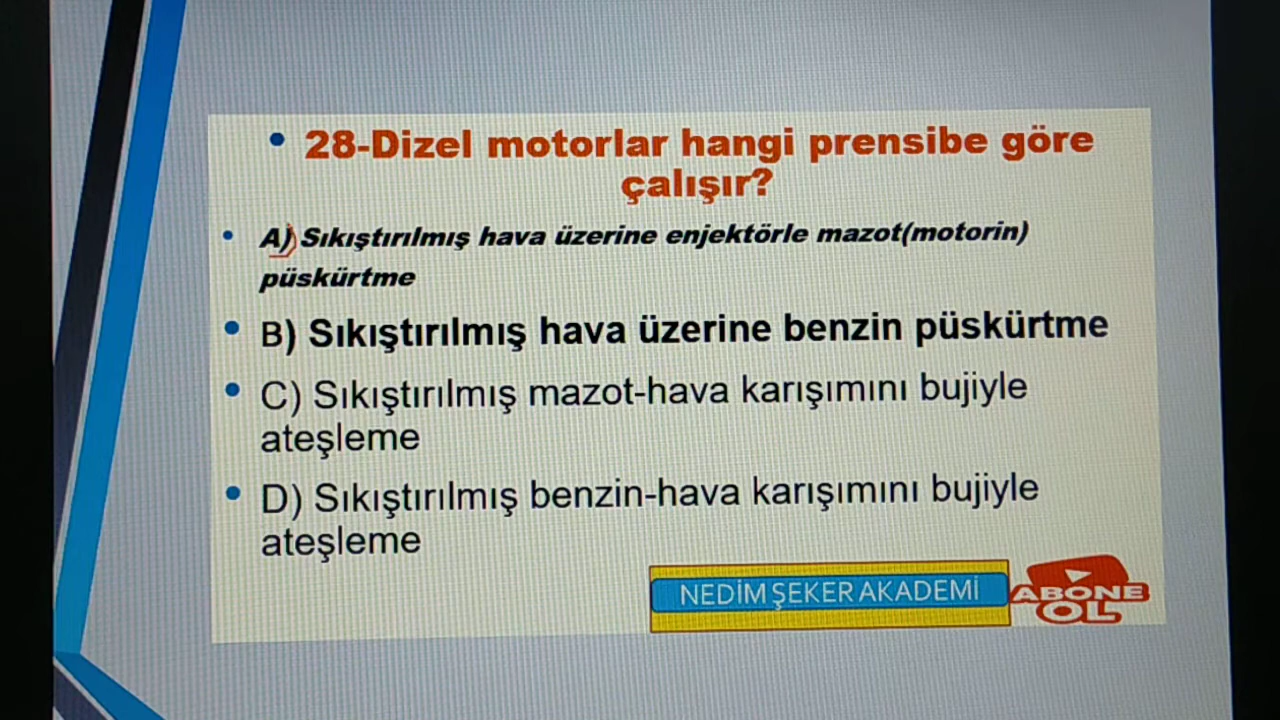 28-Dizel motorlar hangi prensibe göre
çalışır?
A) Sıkıştırılmış hava üzerine enjektörle mazot(motorin)
püskürtme
B) Sıkıştırılmış hava üzerine benzin püskürtme
C) Sıkıştırılmış mazot-hava karışımını bujiyle
ateşleme
D) Sıkıştırılmış benzin-hava karışımını bujiyle
ateşleme
NEDİM ŞEKER AKADEMİ
ABONE
OL